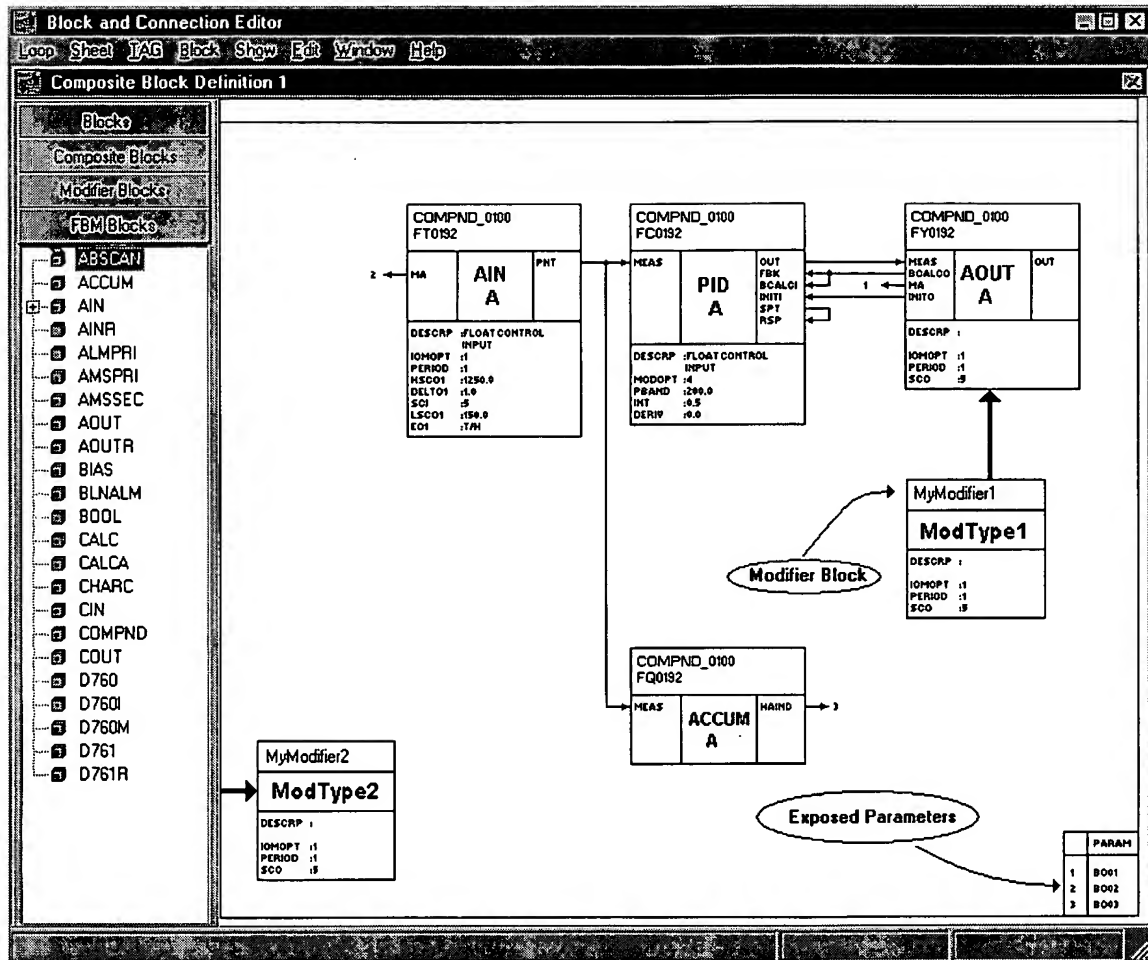 Block and Connection Editor
Loop Sheet TAG Block Show Edit Window Help
Composite Block Definition 1
Blocks
Composite Blocks
Modifier Blocks
FBM Blocks
ABSCAN
ACCUM
AIN
AINR
ALMPRI
AMSPRI
AMSSEC
AOUT
AOUTR
BIAS
BLNALM
BOOL
CALC
CALCA
CHARC
CIN
COMPND
COUT
D760
D760I
D760M
D761
D761R
COMPND_0100
FT0192
2
MA
AIN
A
PNT
DESCRP :FLOAT CONTROL
INPUT
IOMOPT :1
PERIOD :1
HSCO1 :1250.0
DELTO1 :1.0
SCI :5
LSCO1 :150.0
EO1 :T/H
COMPND_0100
FC0192
MEAS
PID
A
OUT
FBK
BCALCI
INITI
SPT
RSP
DESCRP :FLOAT CONTROL
INPUT
MODOPT :4
PBAND :200.0
INT :0.5
DERIV :0.0
COMPND_0100
FY0192
MEAS
BCALCO
1
MA
INITO
AOUT
A
OUT
DESCRP :
IOMOPT :1
PERIOD :1
SCO :5
MyModifier1
ModType1
DESCRP :
IOMOPT :1
PERIOD :1
SCO :5
Modifier Block
COMPND_0100
FQ0192
MEAS
ACCUM
A
HAIND
3
MyModifier2
ModType2
DESCRP :
IOMOPT :1
PERIOD :1
SCO :5
Exposed Parameters
PARAM
1 BO01
2 BO02
3 BO03